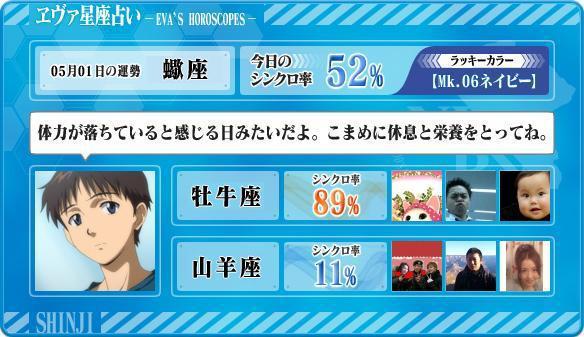 ヱヴァ星座占い －EVA`S HOROSCOPES－
05月01日の運勢 蠍座
今日の
シンクロ率 52%
ラッキーカラー
【Mk.06ネイビー】
体力が落ちていると感じる日みたいだよ。こまめに休息と栄養をとってね。
牡牛座
シンクロ率
89%
山羊座
シンクロ率
11%
SHINJI